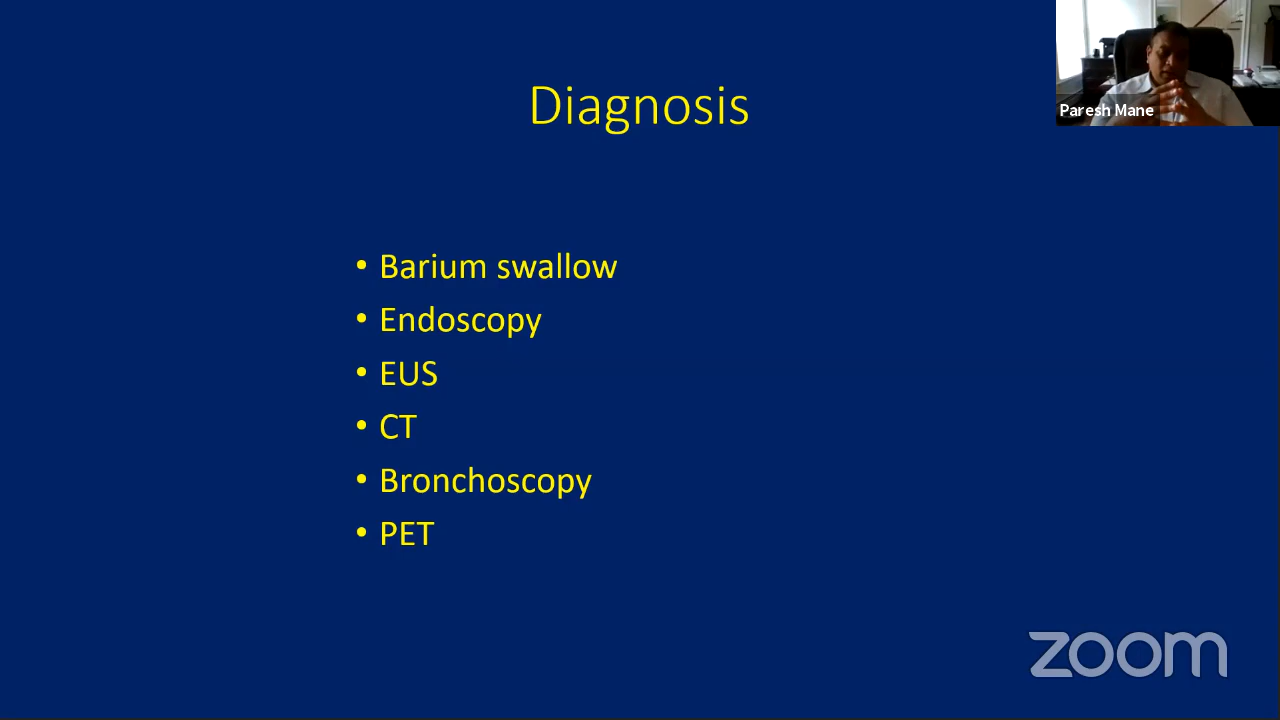 Diagnosis
Paresh Mane
• Barium swallow
• Endoscopy
• EUS
• CT
• Bronchoscopy
• PET
zoom